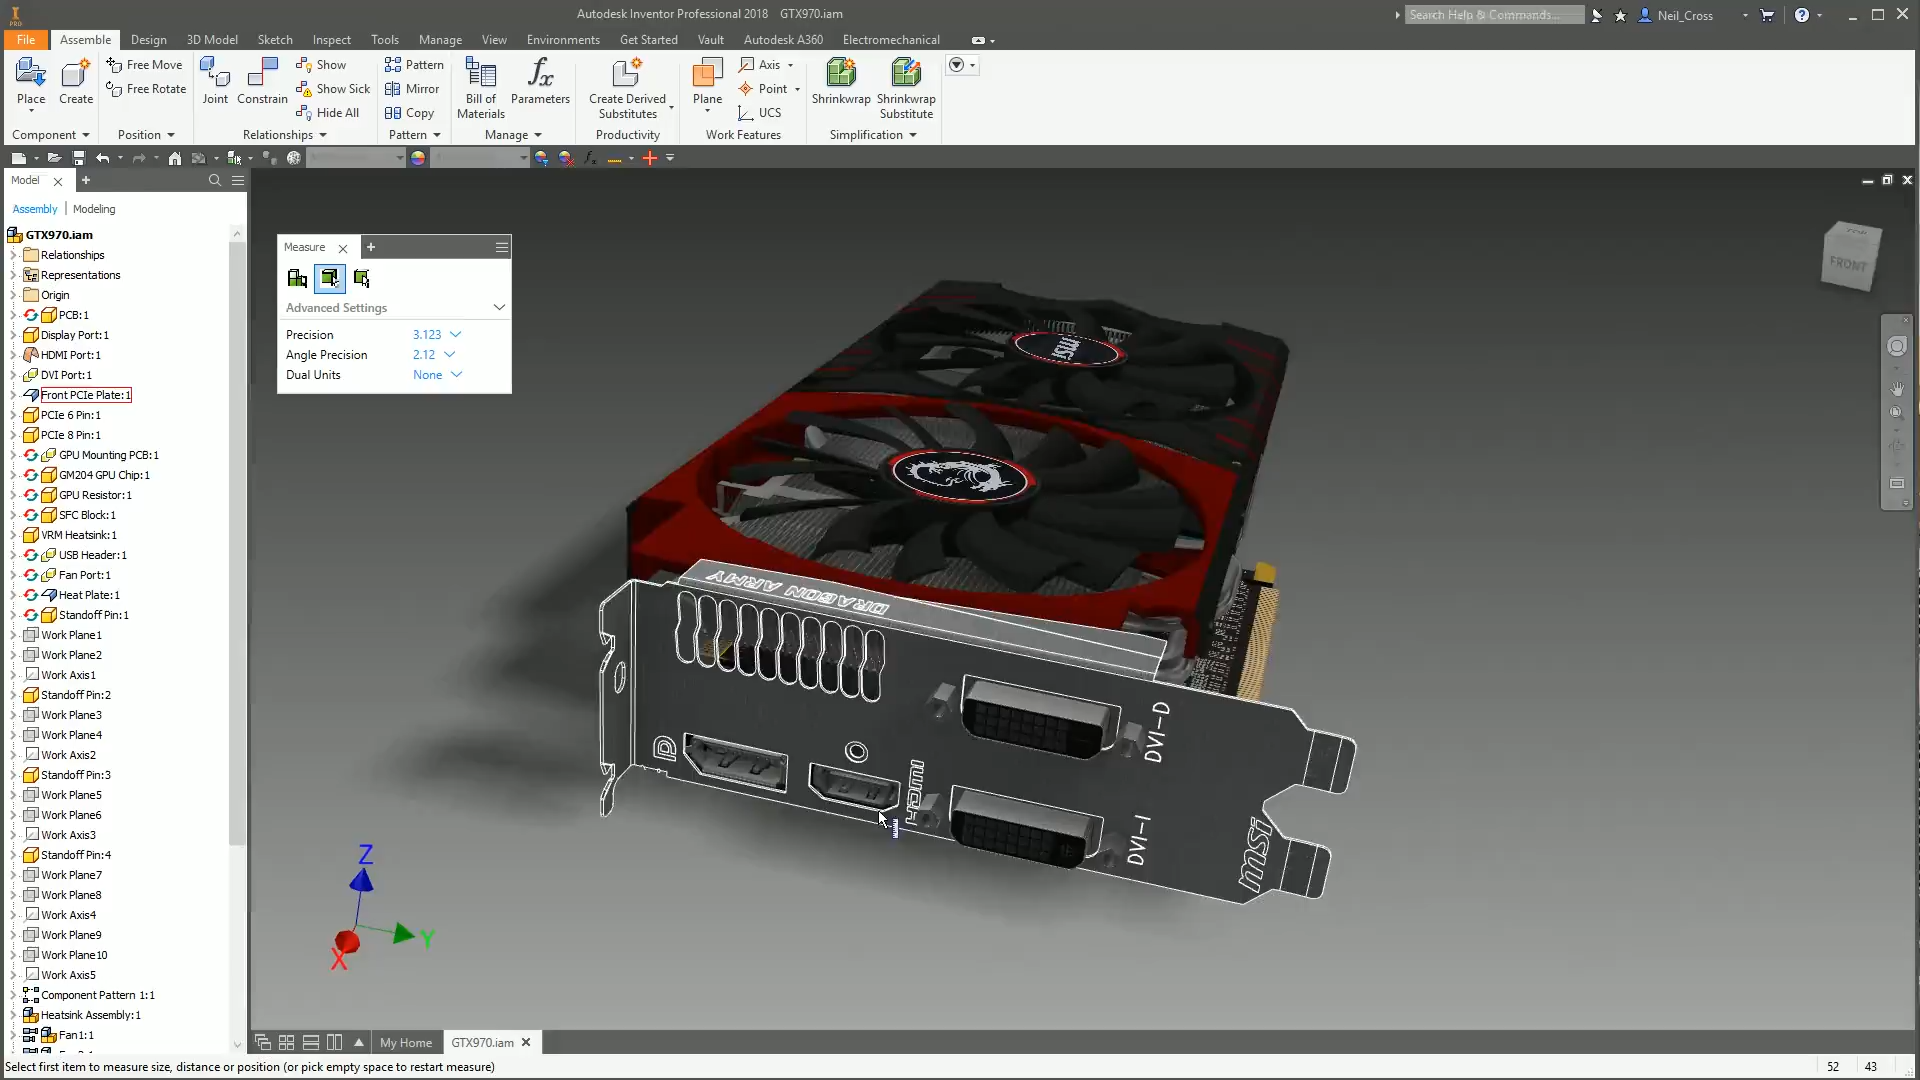 PRO
Autodesk Inventor Professional 2018 GTX970.iam
Search Help & Commands...
Neil_Cross
File Assemble Design 3D Model Sketch Inspect Tools Manage View Environments Get Started Vault Autodesk A360 Electromechanical
Place
Create
Free Move
Free Rotate
Joint
Constrain
Show
Show Sick
Hide All
Pattern
Mirror
Copy
Bill of
Materials
fx
Parameters
Create Derived
Substitutes
Plane
Axis
Point
UCS
Shrinkwrap
Shrinkwrap
Substitute
Component Position Relationships Pattern Manage Productivity Work Features Simplification
Model
Assembly | Modeling
GTX970.iam
Relationships
Representations
Origin
PCB:1
Display Port:1
HDMI Port:1
DVI Port:1
Front PCIe Plate:1
PCIe 6 Pin:1
PCIe 8 Pin:1
GPU Mounting PCB:1
GM204 GPU Chip:1
GPU Resistor:1
SFC Block:1
VRM Heatsink:1
USB Header:1
Fan Port:1
Heat Plate:1
Standoff Pin:1
Work Plane1
Work Plane2
Work Axis1
Standoff Pin:2
Work Plane3
Work Plane4
Work Axis2
Standoff Pin:3
Work Plane5
Work Plane6
Work Axis3
Standoff Pin:4
Work Plane7
Work Plane8
Work Axis4
Work Plane9
Work Plane10
Work Axis5
Component Pattern 1:1
Heatsink Assembly:1
Fan1:1
Measure
Advanced Settings
Precision 3.123
Angle Precision 2.12
Dual Units None
TOP
FRONT
msi
DRAGON ARMY
DVI-D
HDMI
DVI-I
msi
Z
Y
X
My Home GTX970.iam
Select first item to measure size, distance or position (or pick empty space to restart measure)
52 43